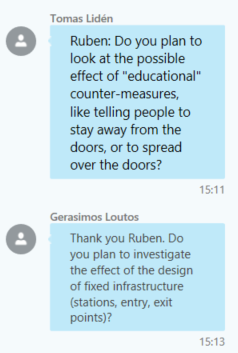 Tomas Lidén
Ruben: Do you plan to
look at the possible
effect of "educational"
counter-measures,
like telling people to
stay away from the
doors, or to spread
over the doors?
15:11
Gerasimos Loutos
Thank you Ruben. Do
you plan to investigate
the effect of the design
of fixed infrastructure
(stations, entry, exit
points)?
15:13